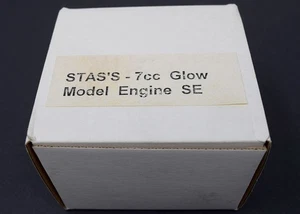 STAS'S - 7cc Glow
Model Engine SE